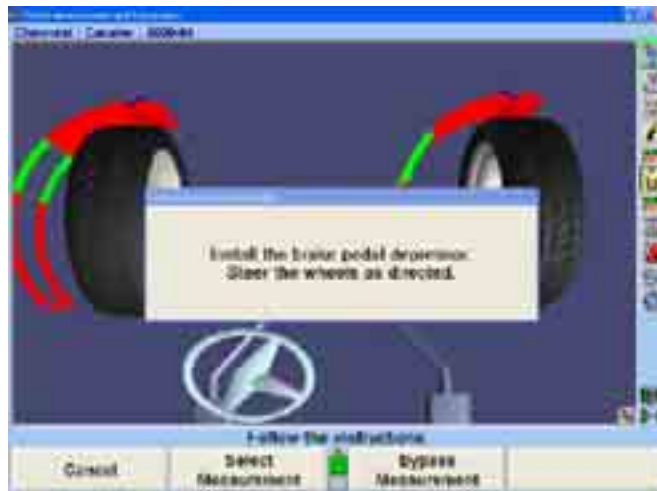 Chevrolet | Cavalier |
Install the brake pedal depressor.
Steer the wheels as directed.
Follow the instructions.
Cancel
Select
Measurement
Bypass
Measurement